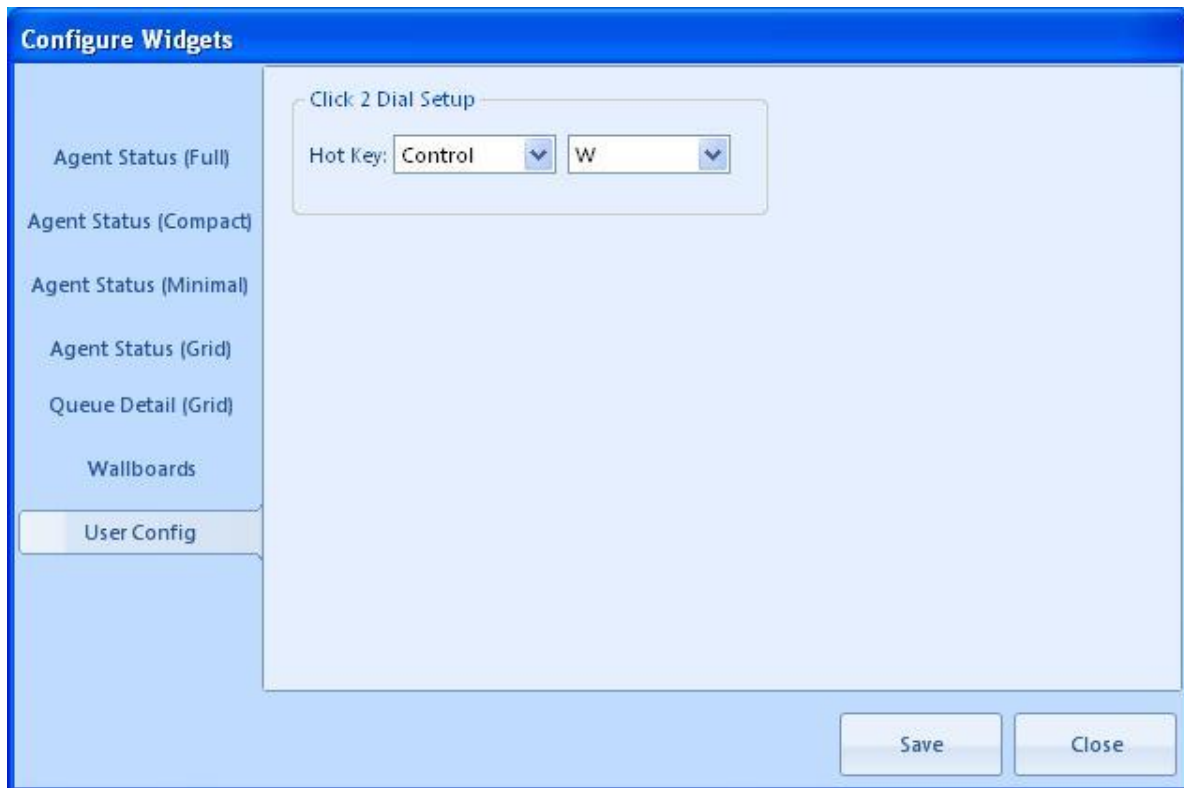 Configure Widgets
Click 2 Dial Setup
Hot Key: Control W
Agent Status (Full)
Agent Status (Compact)
Agent Status (Minimal)
Agent Status (Grid)
Queue Detail (Grid)
Wallboards
User Config
Save Close